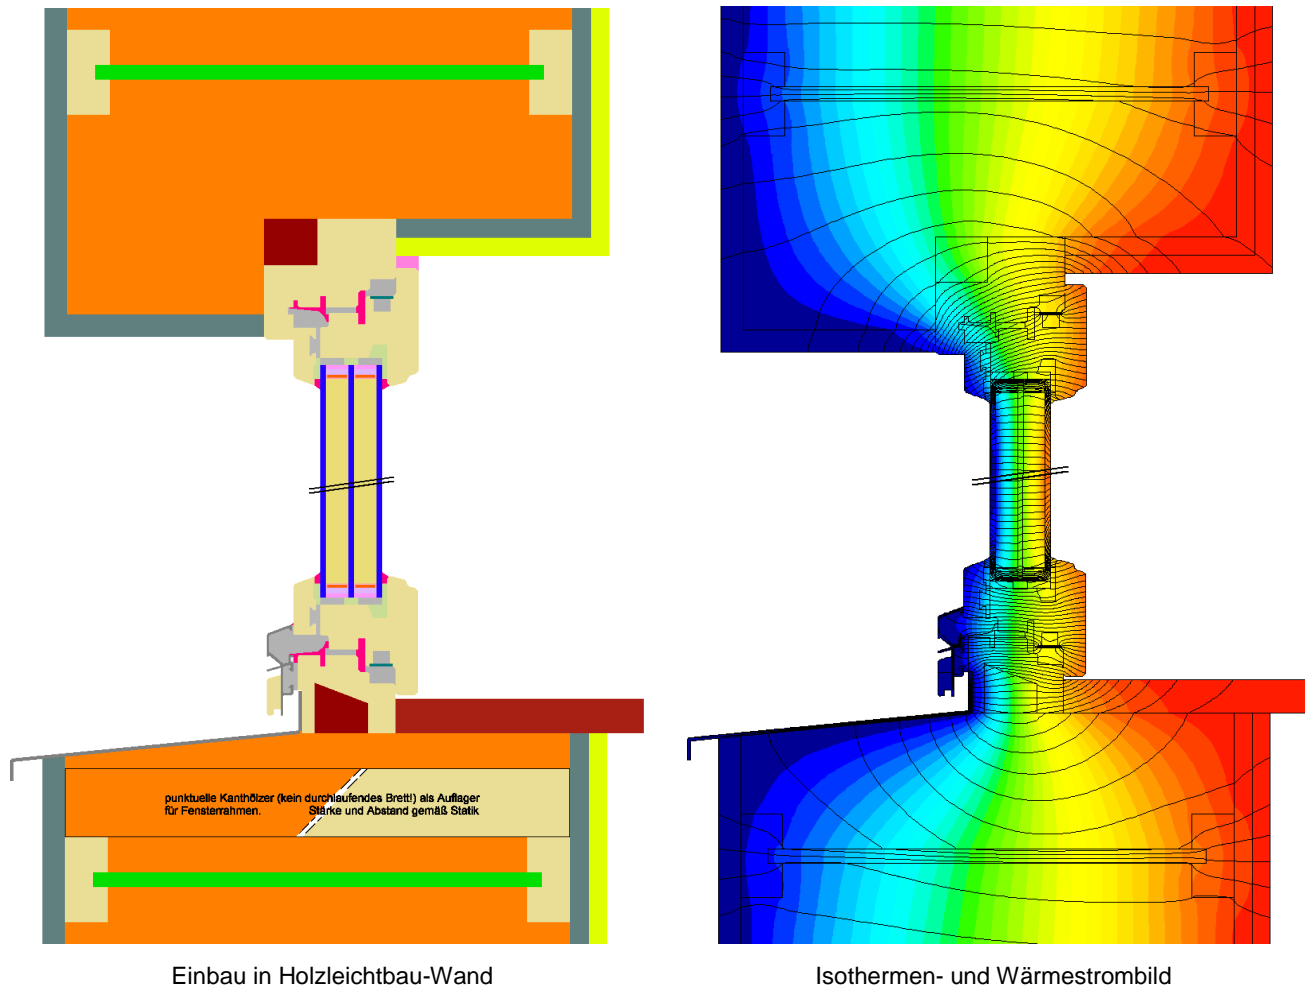 punktuelle Kanthölzer (kein durchlaufendes Brett!) als Auflager
für Fensterrahmen. Stärke und Abstand gemäß Statik
Einbau in Holzleichtbau-Wand
Isothermen- und Wärmestrombild